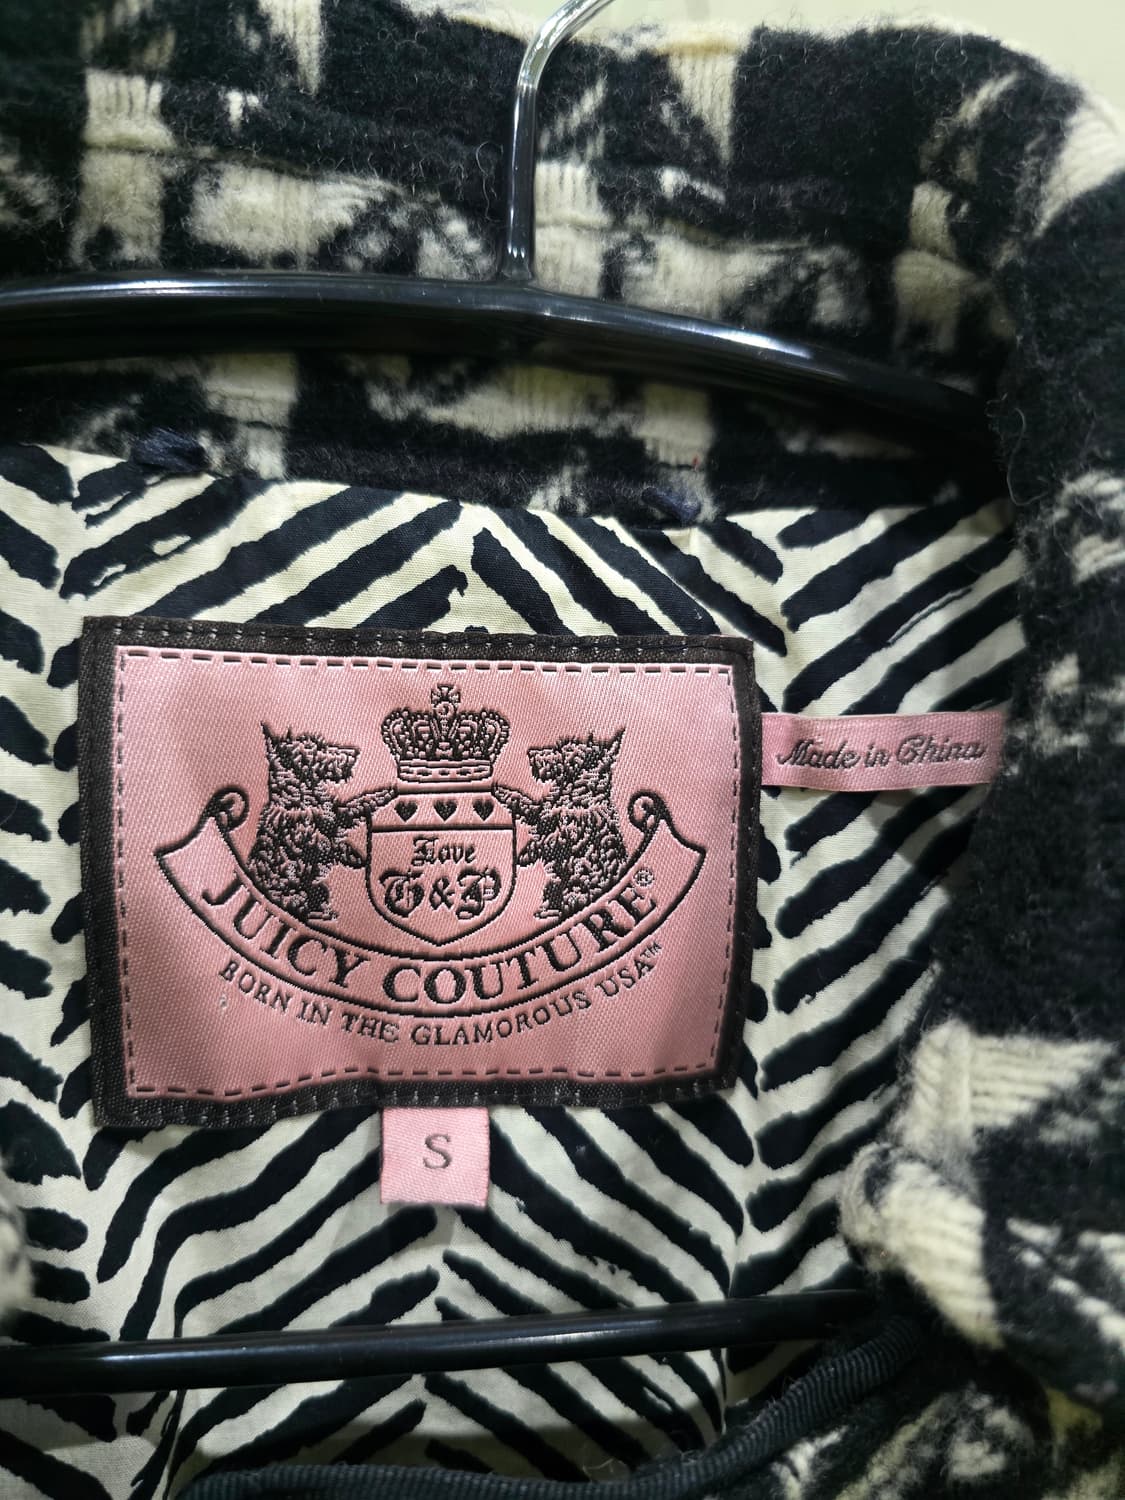 Love
G&P
JUICY COUTURE®
BORN IN THE GLAMOROUS USA™
Made in China
S